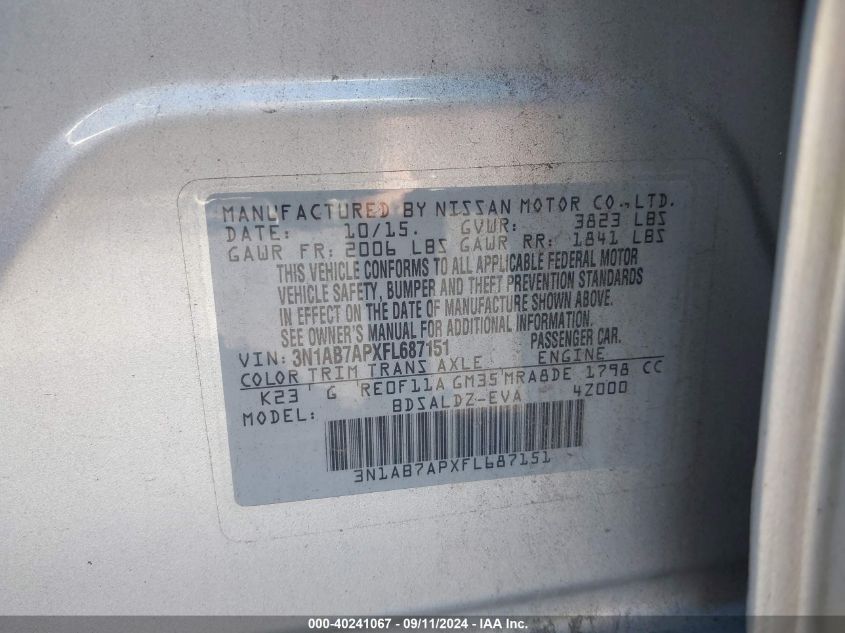 MANUFACTURED BY NISSAN MOTOR CO.,LTD.
DATE: 10/15. GVWR: 3823 LBS
GAWR FR: 2006 LBS GAWR RR: 1841 LBS
THIS VEHICLE CONFORMS TO ALL APPLICABLE FEDERAL MOTOR
VEHICLE SAFETY, BUMPER AND THEFT PREVENTION STANDARDS
IN EFFECT ON THE DATE OF MANUFACTURE SHOWN ABOVE.
SEE OWNER'S MANUAL FOR ADDITIONAL INFORMATION.
VIN: 3N1AB7APXFL687151 PASSENGER CAR.
COLOR TRIM TRANS AXLE ENGINE
K23 G RE0F11A GM35 MRA8DE 1798 CC
MODEL: BDSALDZ-EVA 4Z000
3N1AB7APXFL687151
000-40241067 - 09/11/2024 - IAA Inc.